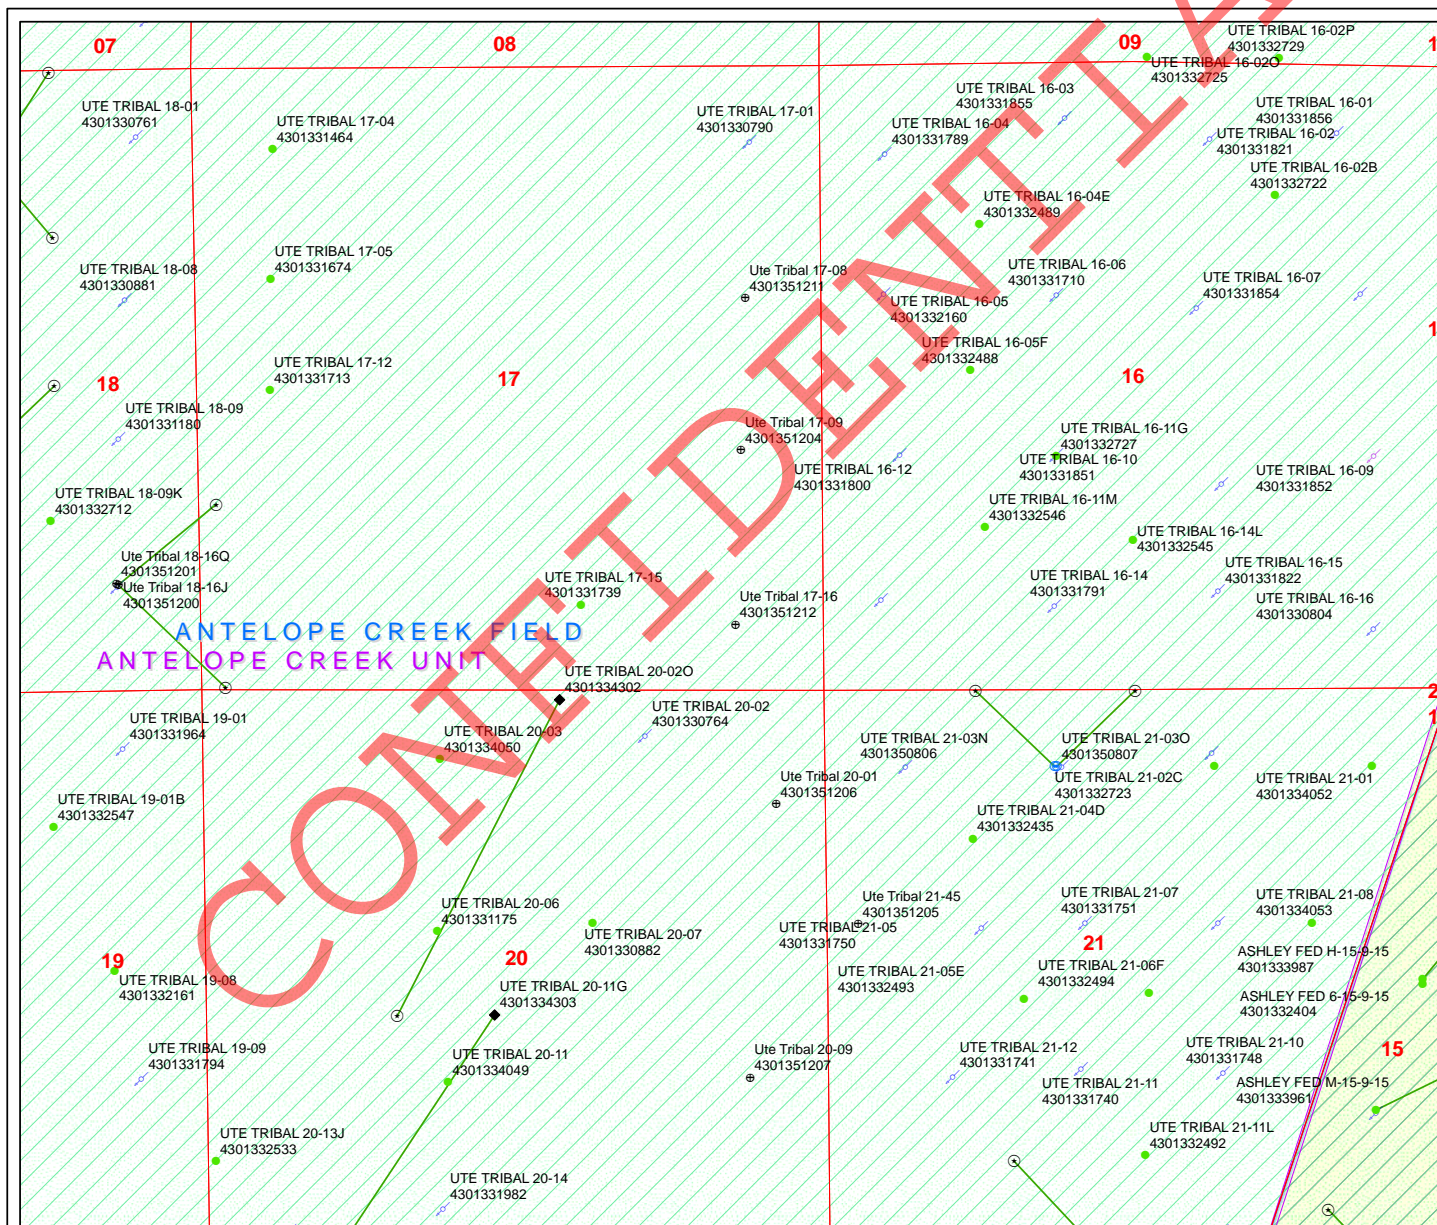 07
08
09
1
UTE TRIBAL 16-02P
4301332729
UTE TRIBAL 16-02O
4301332725
UTE TRIBAL 18-01
4301330761
UTE TRIBAL 17-04
4301331464
UTE TRIBAL 17-01
4301330790
UTE TRIBAL 16-03
4301331855
UTE TRIBAL 16-04
4301331789
UTE TRIBAL 16-01
4301331856
UTE TRIBAL 16-02
4301331821
UTE TRIBAL 16-02B
4301332722
UTE TRIBAL 16-04E
4301332489
UTE TRIBAL 18-08
4301330881
UTE TRIBAL 17-05
4301331674
Ute Tribal 17-08
4301351211
UTE TRIBAL 16-06
4301331710
UTE TRIBAL 16-07
4301331854
UTE TRIBAL 16-05
4301332160
1
UTE TRIBAL 16-05F
4301332488
18
UTE TRIBAL 17-12
4301331713
17
16
UTE TRIBAL 18-09
4301331180
Ute Tribal 17-09
4301351204
UTE TRIBAL 16-11G
4301332727
UTE TRIBAL 16-10
4301331851
UTE TRIBAL 16-12
4301331800
UTE TRIBAL 16-09
4301331852
UTE TRIBAL 18-09K
4301332712
UTE TRIBAL 16-11M
4301332546
UTE TRIBAL 16-14L
4301332545
Ute Tribal 18-16Q
4301351201
Ute Tribal 18-16J
4301351200
UTE TRIBAL 17-15
4301331739
Ute Tribal 17-16
4301351212
UTE TRIBAL 16-14
4301331791
UTE TRIBAL 16-15
4301331822
UTE TRIBAL 16-16
4301330804
ANTELOPE CREEK FIELD
ANTELOPE CREEK UNIT
UTE TRIBAL 20-02O
4301334302
2
1
UTE TRIBAL 19-01
4301331964
UTE TRIBAL 20-03
4301334050
UTE TRIBAL 20-02
4301330764
UTE TRIBAL 21-03N
4301350806
UTE TRIBAL 21-03O
4301350807
UTE TRIBAL 21-02C
4301332723
UTE TRIBAL 21-01
4301334052
Ute Tribal 20-01
4301351206
UTE TRIBAL 19-01B
4301332547
UTE TRIBAL 21-04D
4301332435
UTE TRIBAL 20-06
4301331175
UTE TRIBAL 20-07
4301330882
Ute Tribal 21-45
4301351205
UTE TRIBAL 21-05
4301331750
UTE TRIBAL 21-07
4301331751
UTE TRIBAL 21-08
4301334053
19
20
21
UTE TRIBAL 19-08
4301332161
UTE TRIBAL 20-11G
4301334303
UTE TRIBAL 21-05E
4301332493
UTE TRIBAL 21-06F
4301332494
ASHLEY FED H-15-9-15
4301333987
ASHLEY FED 6-15-9-15
4301332404
15
UTE TRIBAL 19-09
4301331794
UTE TRIBAL 20-11
4301334049
Ute Tribal 20-09
4301351207
UTE TRIBAL 21-12
4301331741
UTE TRIBAL 21-11
4301331740
UTE TRIBAL 21-10
4301331748
ASHLEY FED M-15-9-15
4301333961
UTE TRIBAL 20-13J
4301332533
UTE TRIBAL 21-11L
4301332492
UTE TRIBAL 20-14
4301331982
CONFIDENTIA